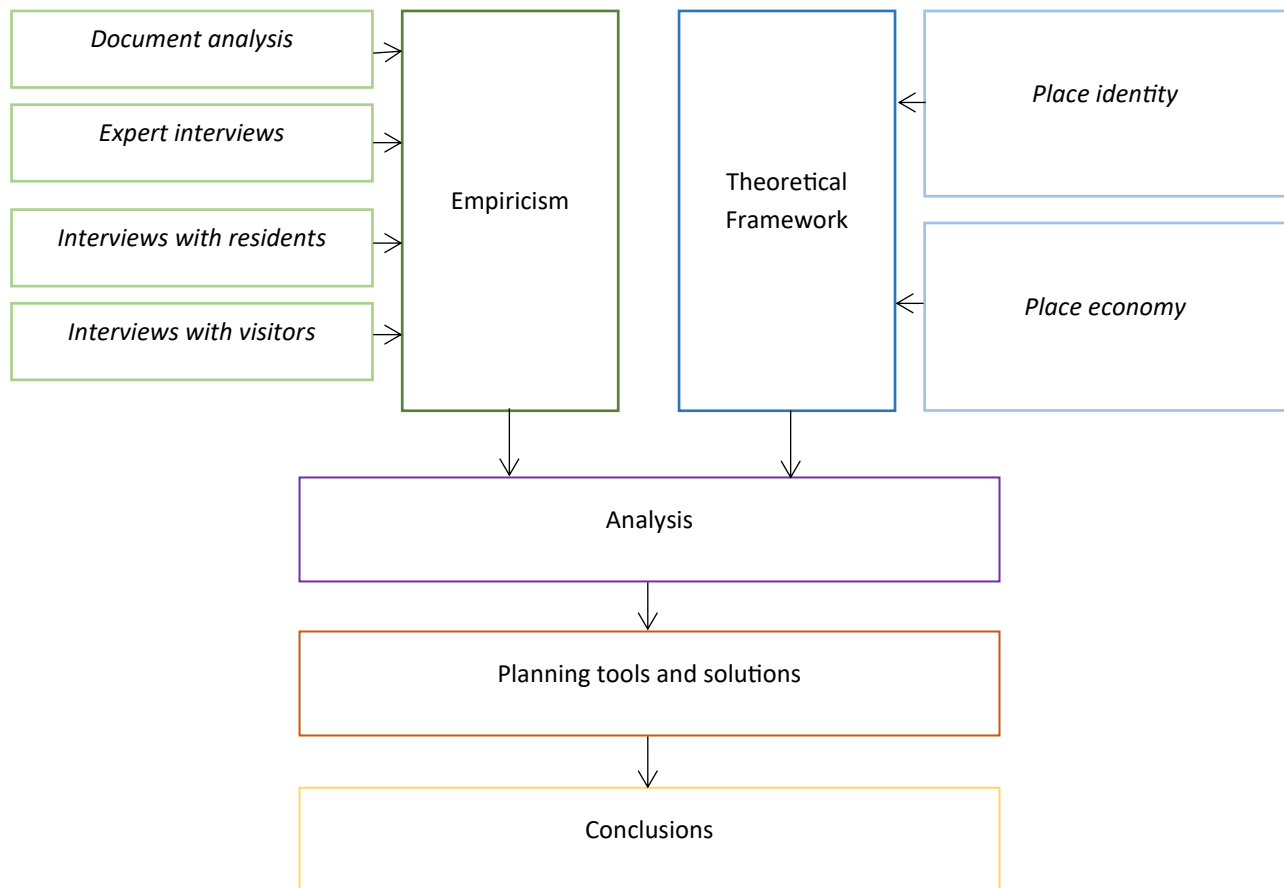 Document analysis
Expert interviews
Interviews with residents
Interviews with visitors
Empiricism
Theoretical
Framework
Place identity
Place economy
Analysis
Planning tools and solutions
Conclusions